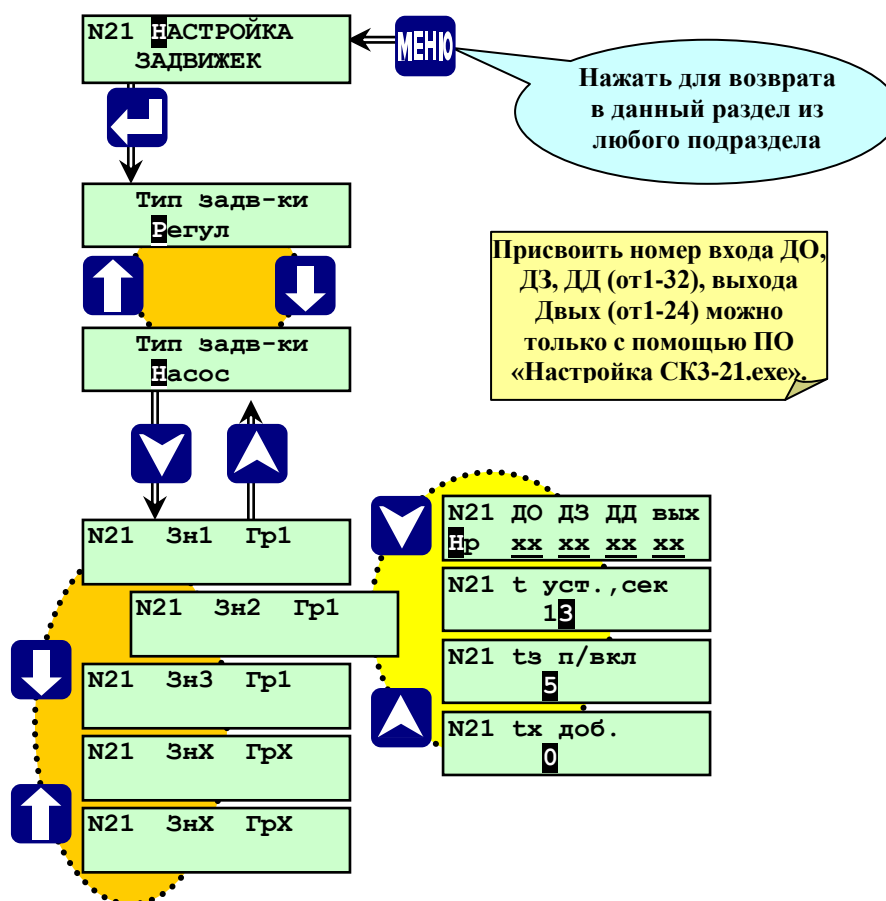 N21 НАСТРОЙКА
ЗАДВИЖЕК
МЕНЮ
Нажать для возврата
в данный раздел из
любого подраздела
Тип задв-ки
Регул
Присвоить номер входа ДО,
ДЗ, ДД (от1-32), выхода
Двых (от1-24) можно
только с помощью ПО
«Настройка СКЗ-21.exe».
Тип задв-ки
Насос
N21 Зн1 Гр1
N21 Зн2 Гр1
N21 Зн3 Гр1
N21 ЗнХ ГрХ
N21 ЗнХ ГрХ
N21 ДО ДЗ ДД вых
Нр хх хх хх хх
N21 t уст.,сек
13
N21 tз п/вкл
5
N21 tх доб.
0